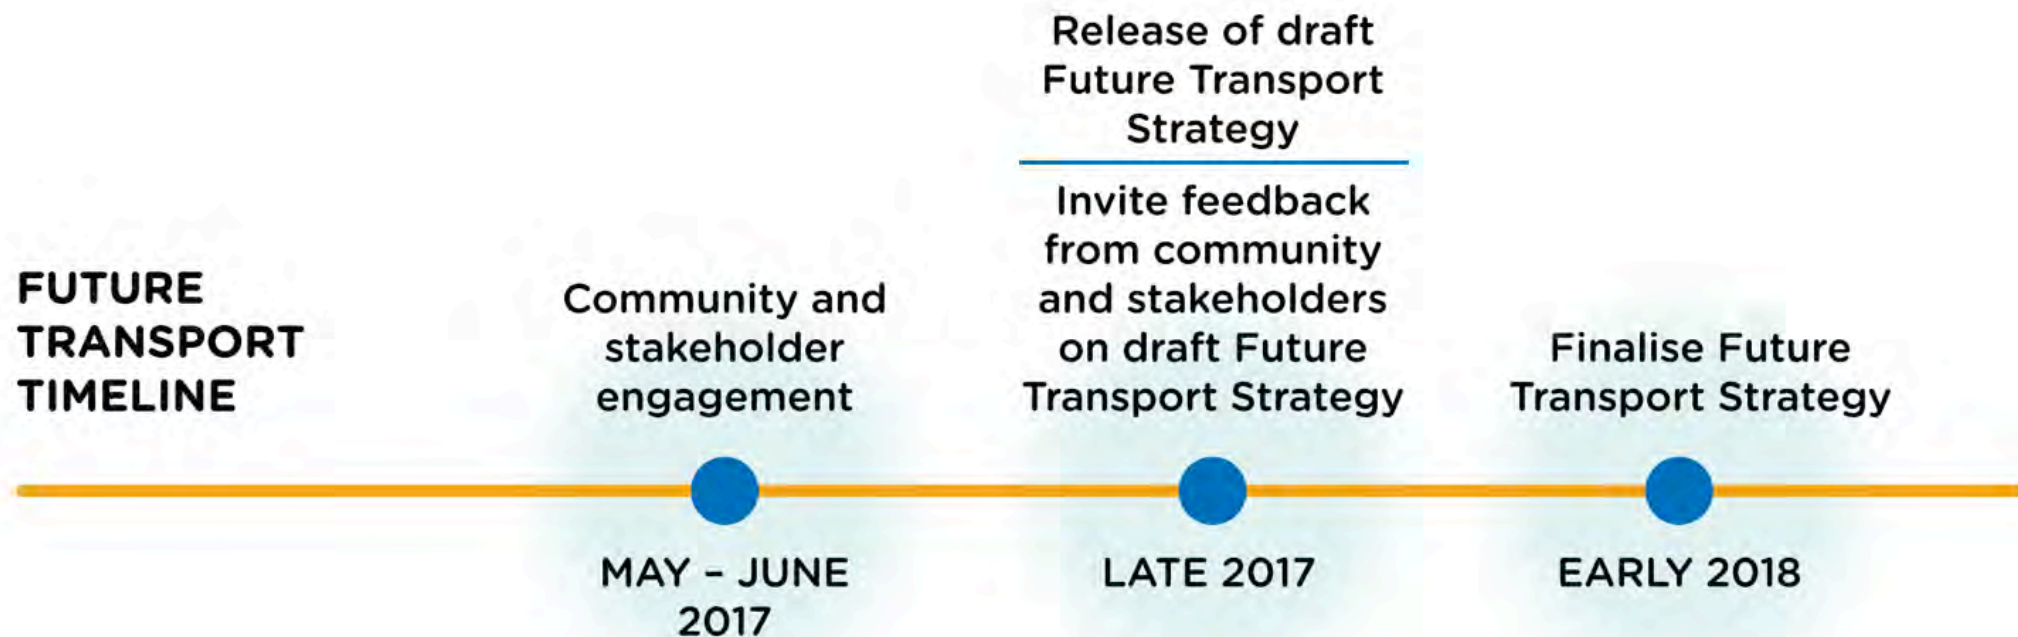 FUTURE
TRANSPORT
TIMELINE
Community and
stakeholder
engagement
MAY – JUNE
2017
Release of draft
Future Transport
Strategy
Invite feedback
from community
and stakeholders
on draft Future
Transport Strategy
LATE 2017
Finalise Future
Transport Strategy
EARLY 2018